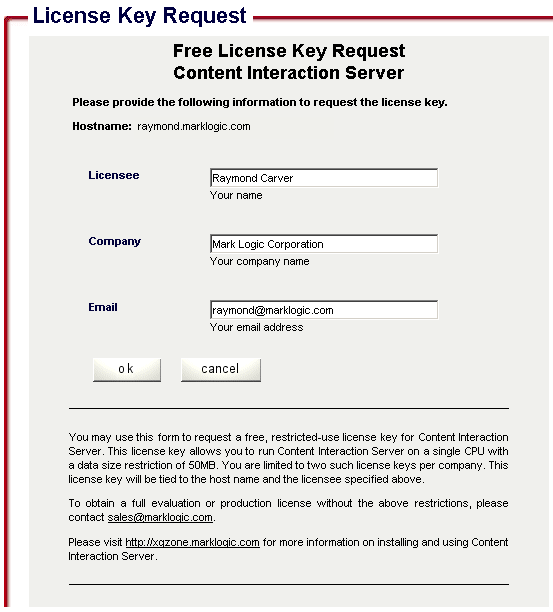 License Key Request
Free License Key Request
Content Interaction Server
Please provide the following information to request the license key.
Hostname: raymond.marklogic.com
Licensee
Raymond Carver
Your name
Company
Mark Logic Corporation
Your company name
Email
raymond@marklogic.com
Your email address
ok
cancel
You may use this form to request a free, restricted-use license key for Content Interaction
Server. This license key allows you to run Content Interaction Server on a single CPU with
a data size restriction of 50MB. You are limited to two such license keys per company. This
license key will be tied to the host name and the licensee specified above.
To obtain a full evaluation or production license without the above restrictions, please
contact sales@marklogic.com.
Please visit http://xqzone.marklogic.com for more information on installing and using Content
Interaction Server.